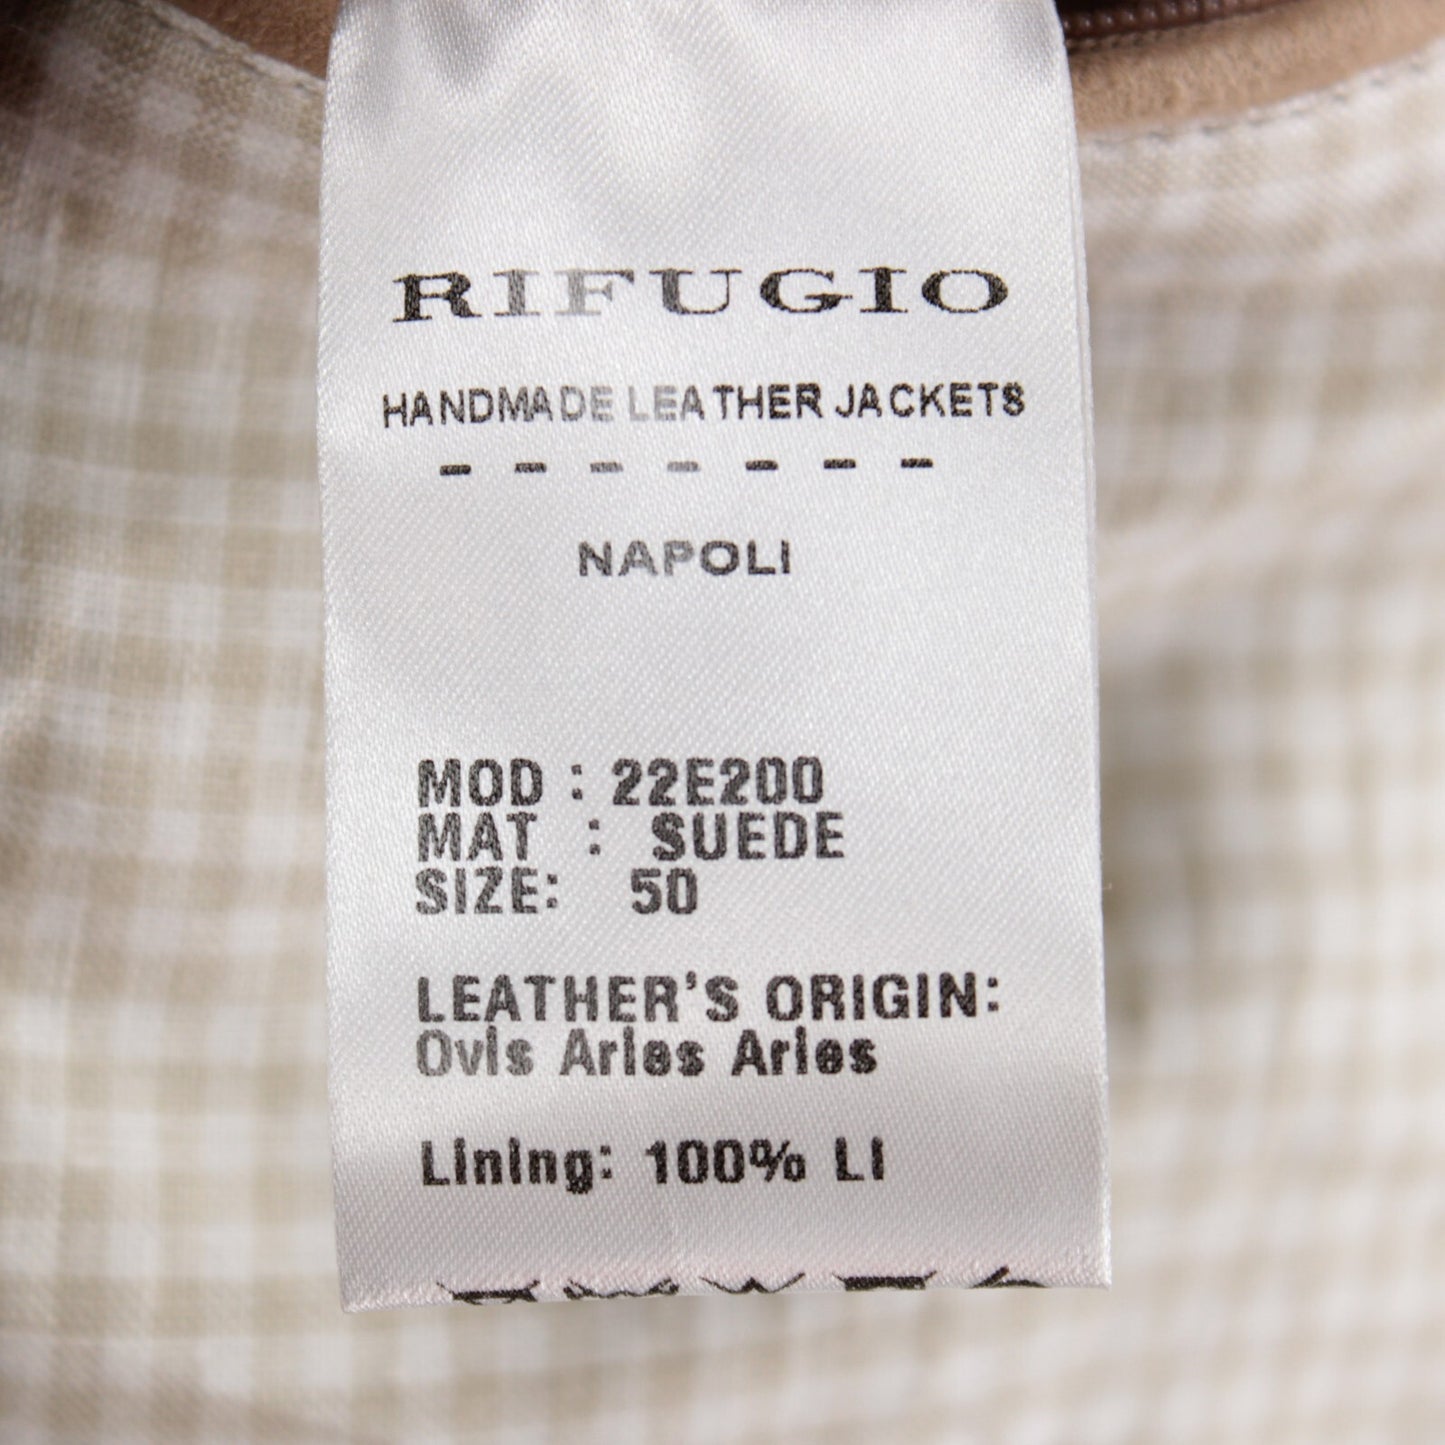 RIFUGIO
HANDMADE LEATHER JACKETS
- - - - - - -
NAPOLI
MOD : 22E200
MAT : SUEDE
SIZE: 50
LEATHER'S ORIGIN:
Ovis Aries Aries
Lining: 100% LI